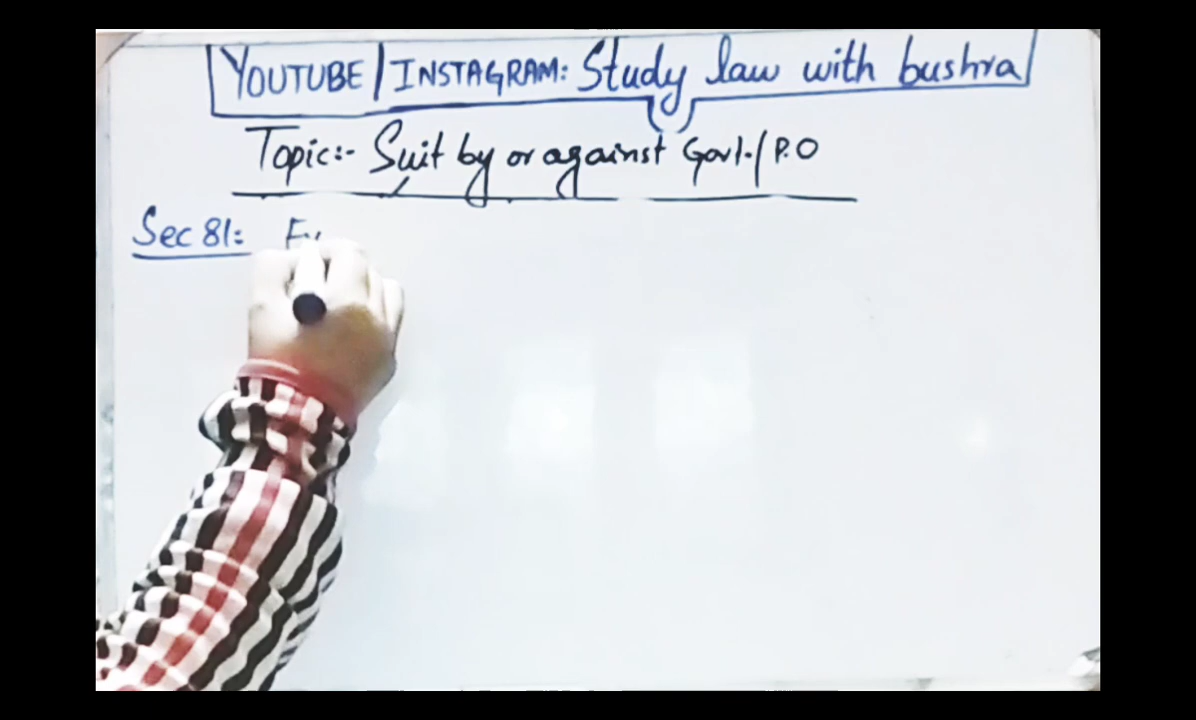 YOUTUBE | INSTAGRAM: Study law with bushra
Topic:- Suit by or against Govt./P.O
Sec 81: